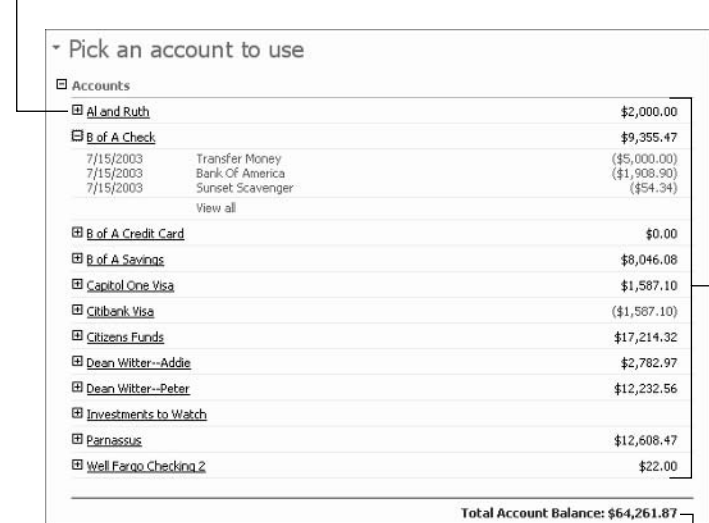 Pick an account to use
Accounts
Al and Ruth $2,000.00
B of A Check $9,355.47
7/15/2003 Transfer Money ($5,000.00)
7/15/2003 Bank Of America ($1,908.90)
7/15/2003 Sunset Scavenger ($54.34)
View all
B of A Credit Card $0.00
B of A Savings $8,046.08
Capitol One Visa $1,587.10
Citibank Visa ($1,587.10)
Citizens Funds $17,214.32
Dean Witter--Addie $2,782.97
Dean Witter--Peter $12,232.56
Investments to Watch
Parnassus $12,608.47
Well Fargo Checking 2 $22.00
Total Account Balance: $64,261.87